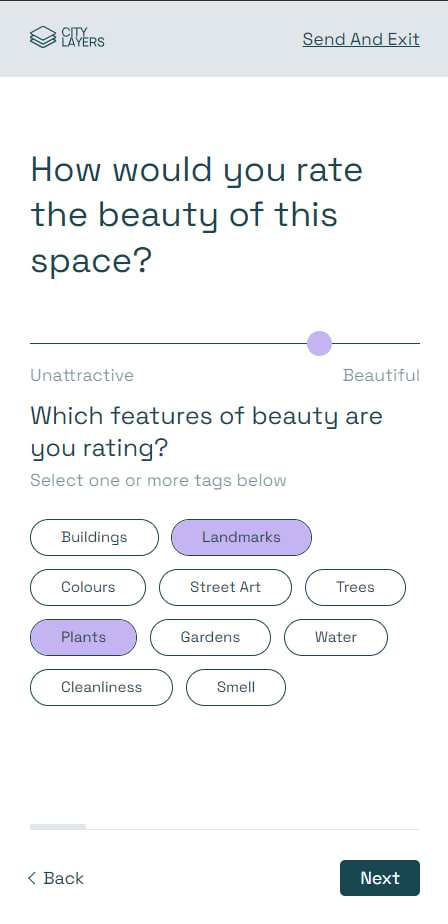 CITY
LAYERS
Send And Exit
How would you rate
the beauty of this
space?
Unattractive Beautiful
Which features of beauty are
you rating?
Select one or more tags below
Buildings Landmarks
Colours Street Art Trees
Plants Gardens Water
Cleanliness Smell
Back Next